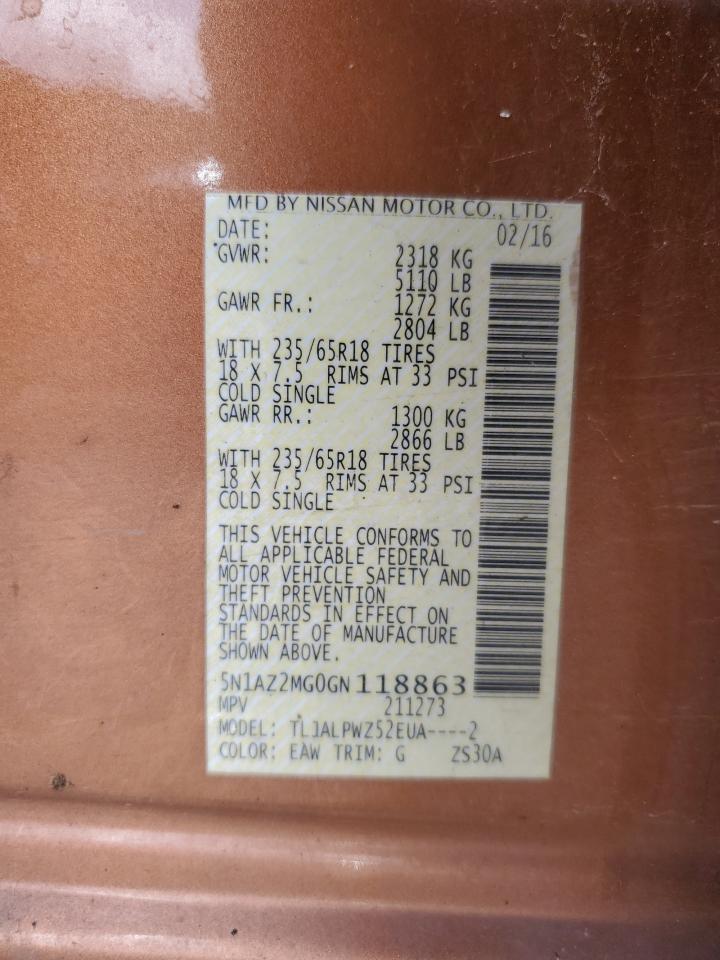 MFD BY NISSAN MOTOR CO., LTD.
DATE: 02/16
GVWR: 2318 KG
5110 LB
GAWR FR.: 1272 KG
2804 LB
WITH 235/65R18 TIRES
18 X 7.5 RIMS AT 33 PSI
COLD SINGLE
GAWR RR.: 1300 KG
2866 LB
WITH 235/65R18 TIRES
18 X 7.5 RIMS AT 33 PSI
COLD SINGLE
THIS VEHICLE CONFORMS TO
ALL APPLICABLE FEDERAL
MOTOR VEHICLE SAFETY AND
THEFT PREVENTION
STANDARDS IN EFFECT ON
THE DATE OF MANUFACTURE
SHOWN ABOVE.
5N1AZ2MG0GN118863
MPV 211273
MODEL: TLJALPWZ52EUA----2
COLOR: EAW TRIM: G ZS30A